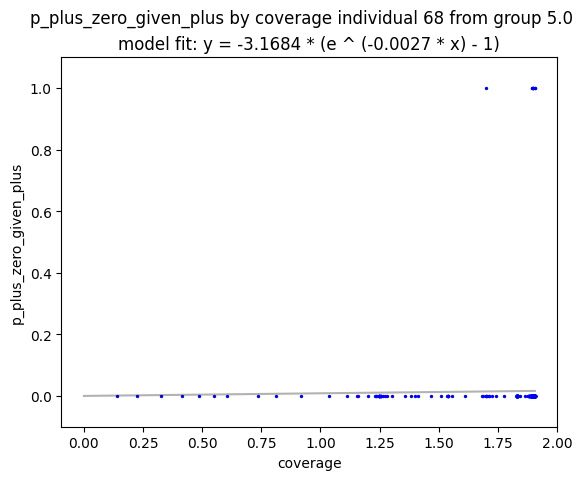 p_plus_zero_given_plus by coverage individual 68 from group 5.0
model fit: y = -3.1684 * (e ^ (-0.0027 * x) - 1)
p_plus_zero_given_plus
1.0
0.8
0.6
0.4
0.2
0.0
0.00 0.25 0.50 0.75 1.00 1.25 1.50 1.75 2.00
coverage